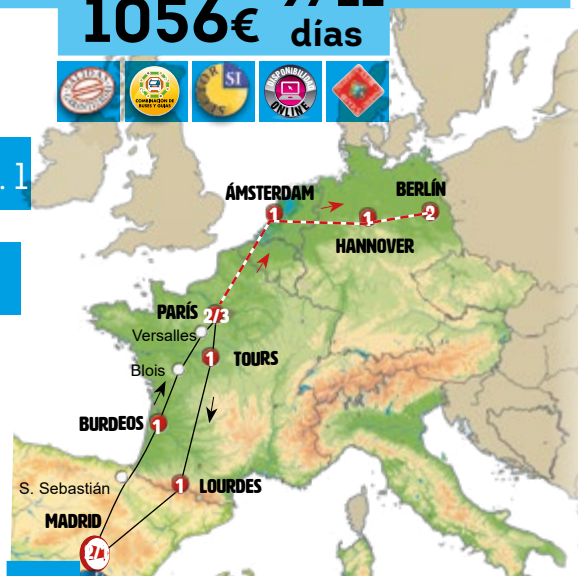 1056€
días
COMBINACIÓN DE
BUSES Y GUÍAS
SI
DISPONIBILIDAD
ONLINE
. 1
ÁMSTERDAM
BERLÍN
1
1
2
HANNOVER
PARÍS
2/3
Versalles
1
TOURS
Blois
BURDEOS
1
S. Sebastián
1
LOURDES
MADRID